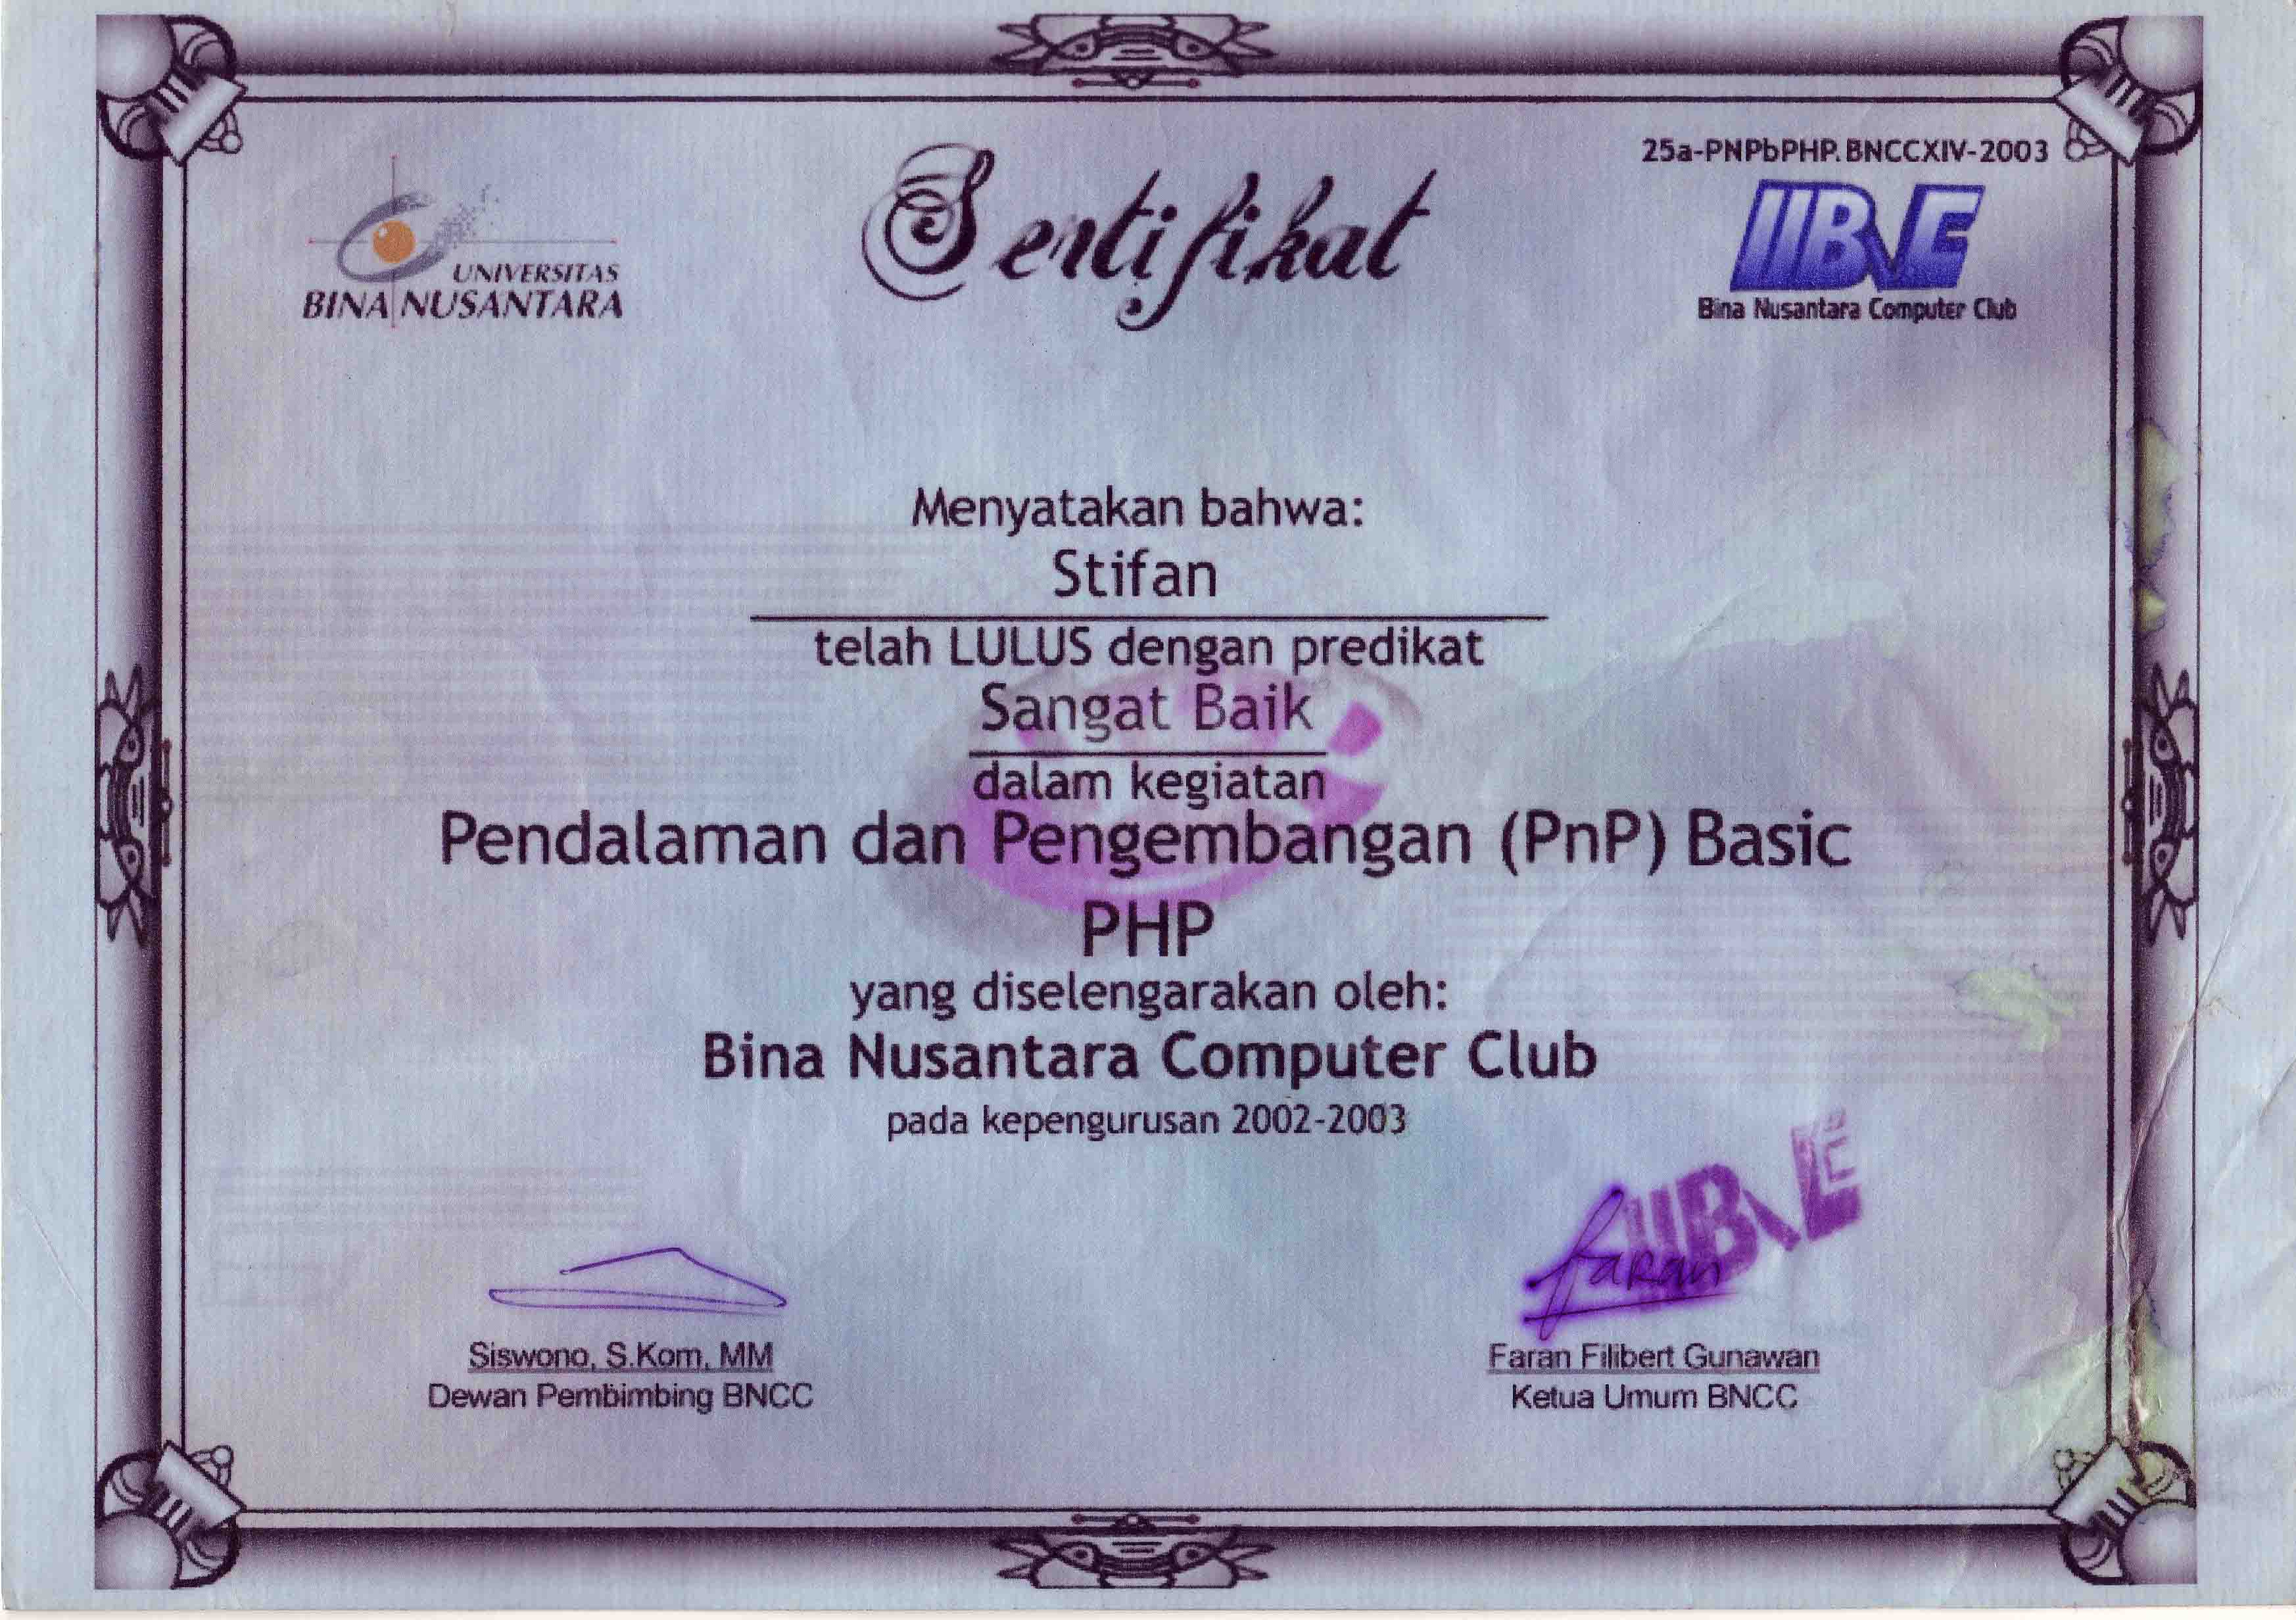 25a-PNPbPHP.BNCCXIV-2003
UNIVERSITAS
BINA NUSANTARA
Sertifikat
Bina Nusantara Computer Club
Menyatakan bahwa:
Stifan
telah LULUS dengan predikat
Sangat Baik
dalam kegiatan
Pendalaman dan Pengembangan (PnP) Basic
PHP
yang diselengarakan oleh:
Bina Nusantara Computer Club
pada kepengurusan 2002-2003
faran
Siswono, S.Kom, MM
Dewan Pembimbing BNCC
Faran Filibert Gunawan
Ketua Umum BNCC